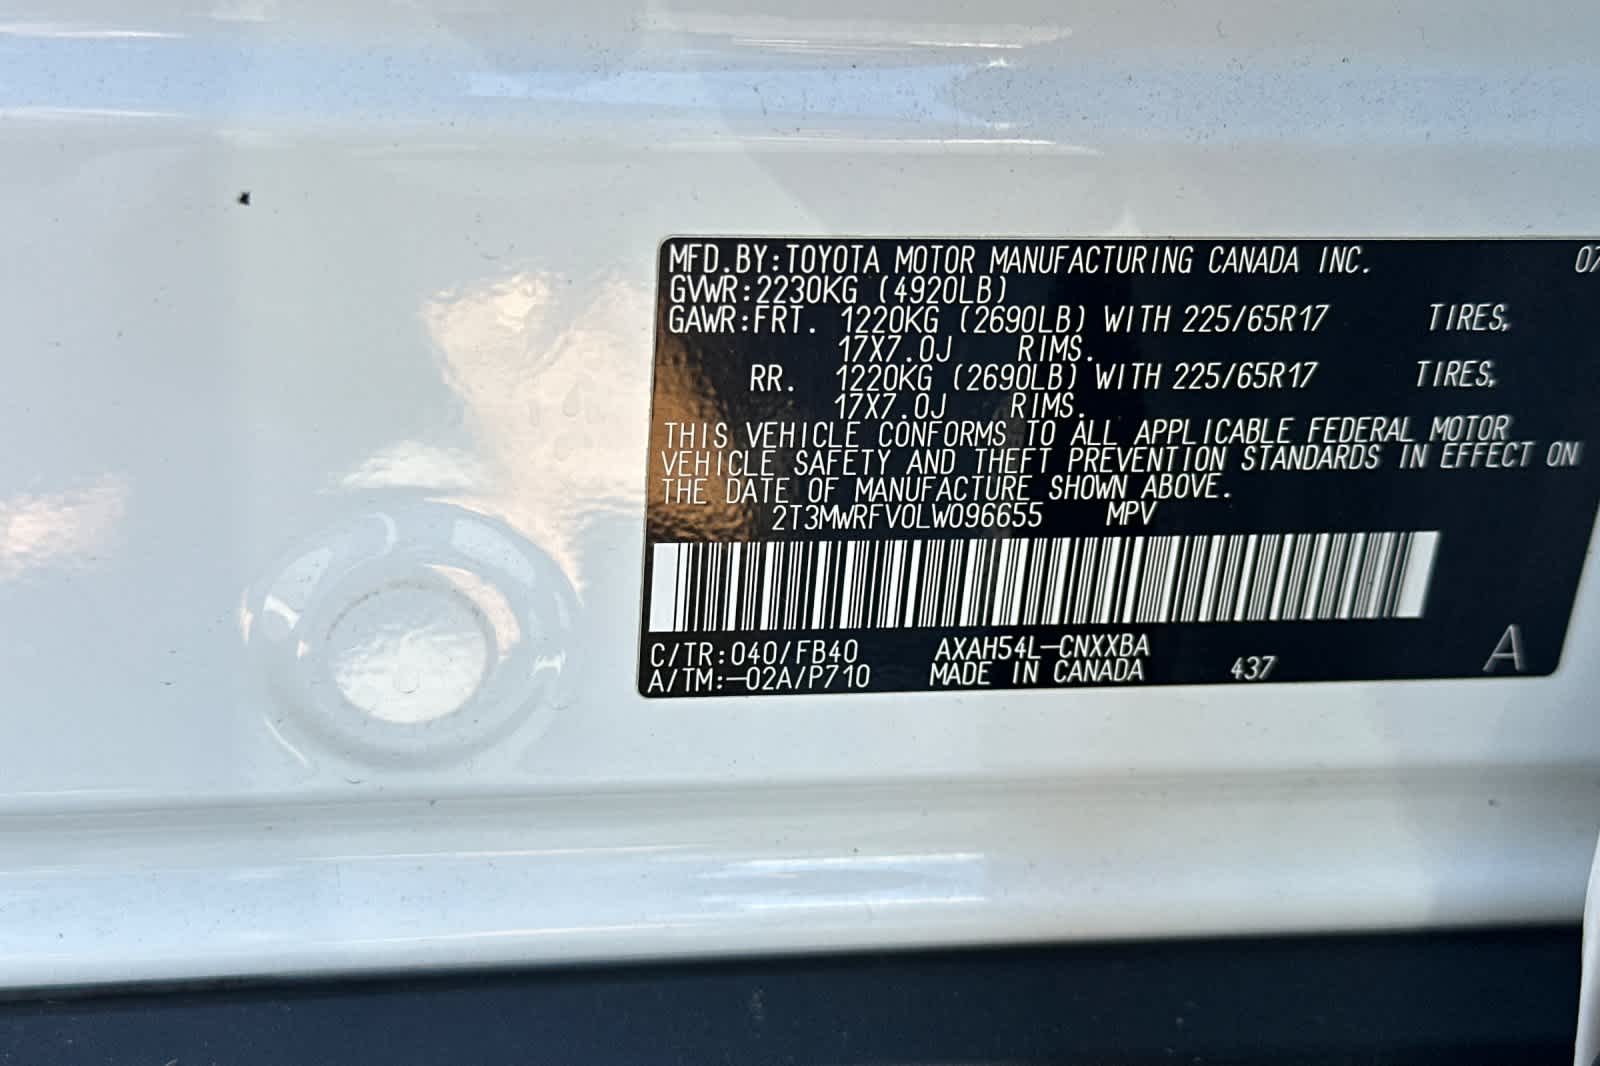 MFD.BY:TOYOTA MOTOR MANUFACTURING CANADA INC. 07
GVWR:2230KG (4920LB)
GAWR:FRT. 1220KG (2690LB) WITH 225/65R17 TIRES,
17X7.0J RIMS.
RR. 1220KG (2690LB) WITH 225/65R17 TIRES,
17X7.0J RIMS.
THIS VEHICLE CONFORMS TO ALL APPLICABLE FEDERAL MOTOR
VEHICLE SAFETY AND THEFT PREVENTION STANDARDS IN EFFECT ON
THE DATE OF MANUFACTURE SHOWN ABOVE.
2T3MWRFV0LW096655 MPV
C/TR:040/FB40 AXAH54L-CNXXBA
A/TM:-02A/P710 MADE IN CANADA 437 A